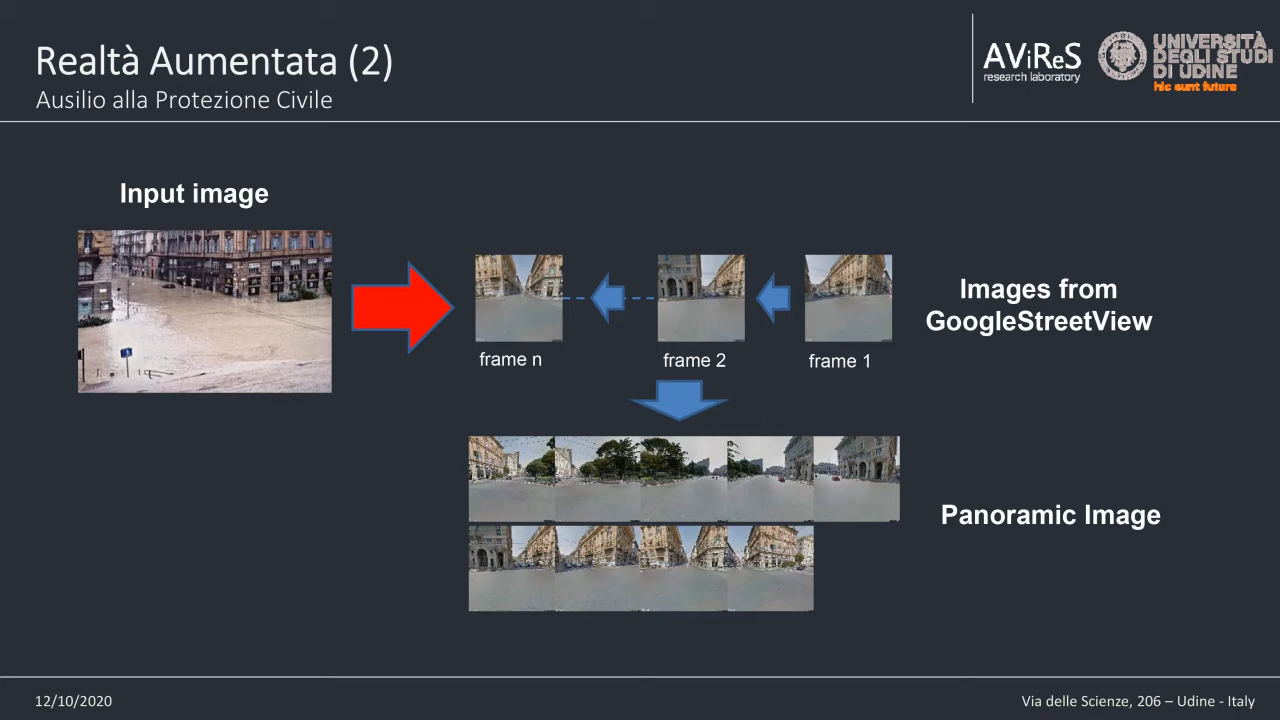 Realtà Aumentata (2)
Ausilio alla Protezione Civile
AViReS
research laboratory
UNIVERSITÀ
DEGLI STUDI
DI UDINE
hic sunt futura
Input image
Images from
GoogleStreetView
frame n
frame 2
frame 1
Panoramic Image
12/10/2020
Via delle Scienze, 206 – Udine - Italy